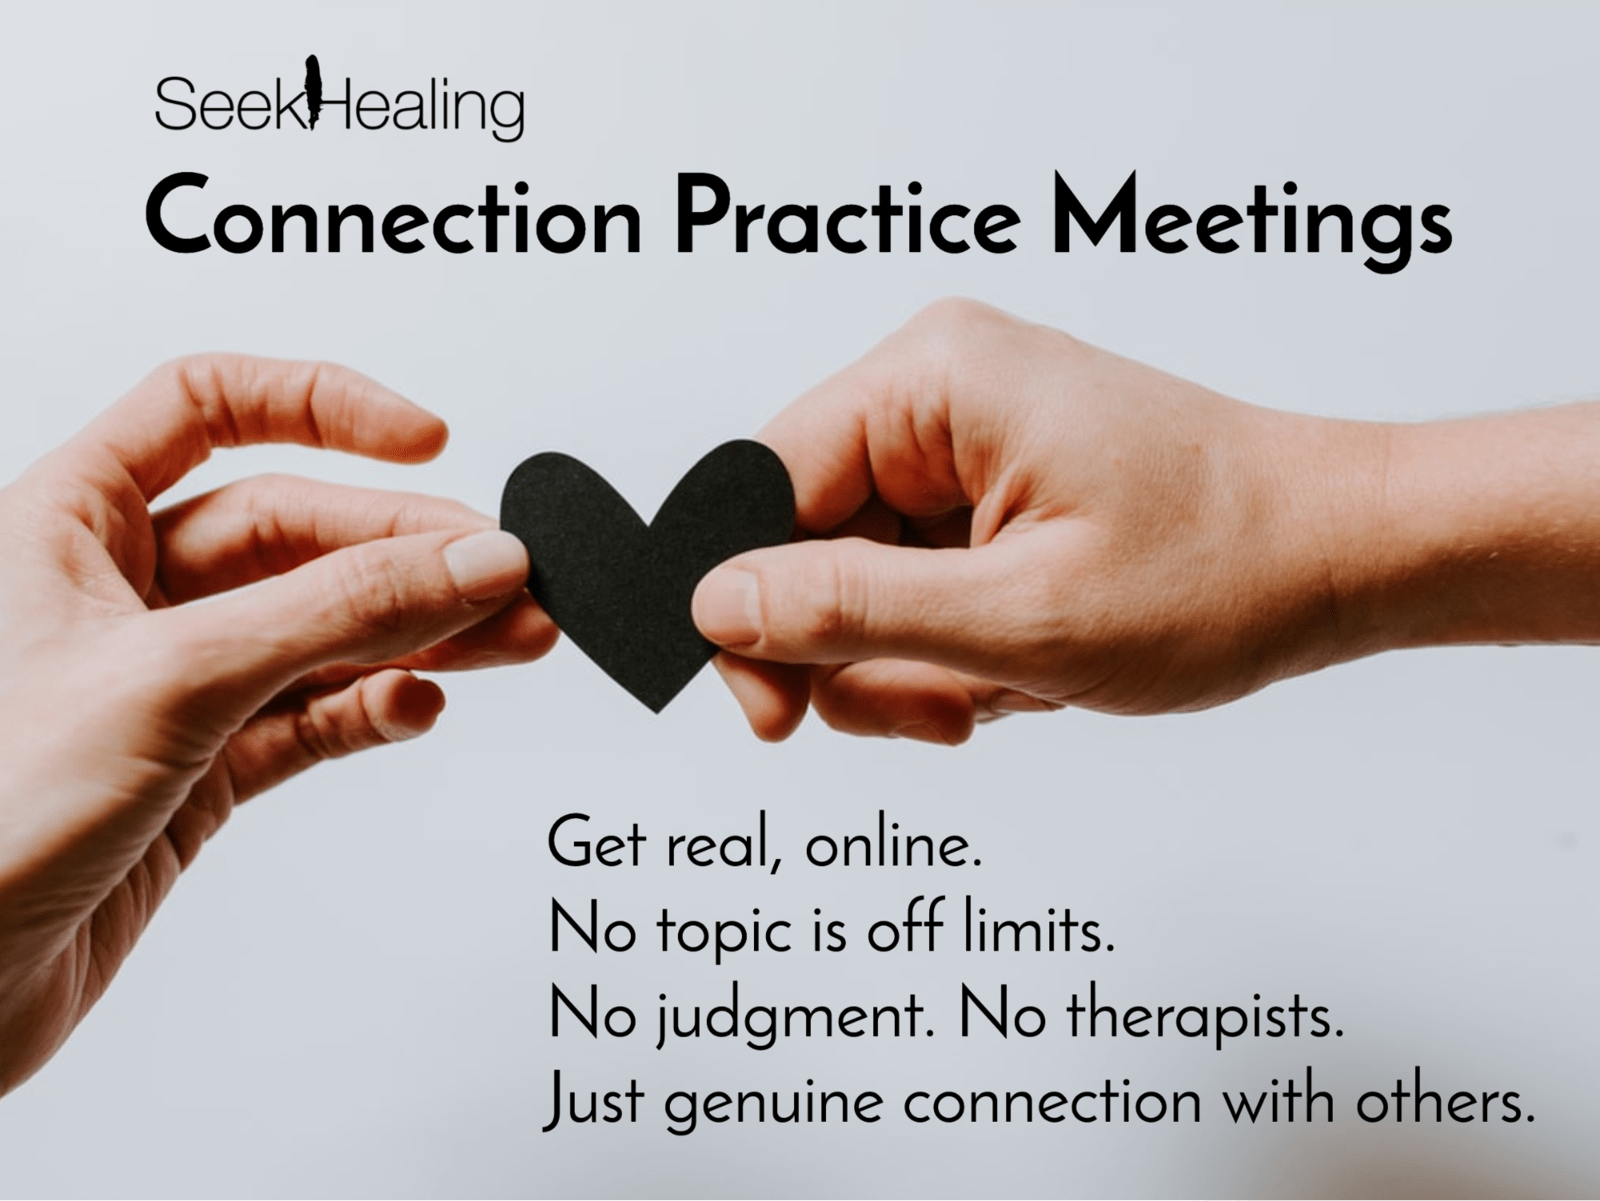 SeekHealing
Connection Practice Meetings
Get real, online.
No topic is off limits.
No judgment. No therapists.
Just genuine connection with others.